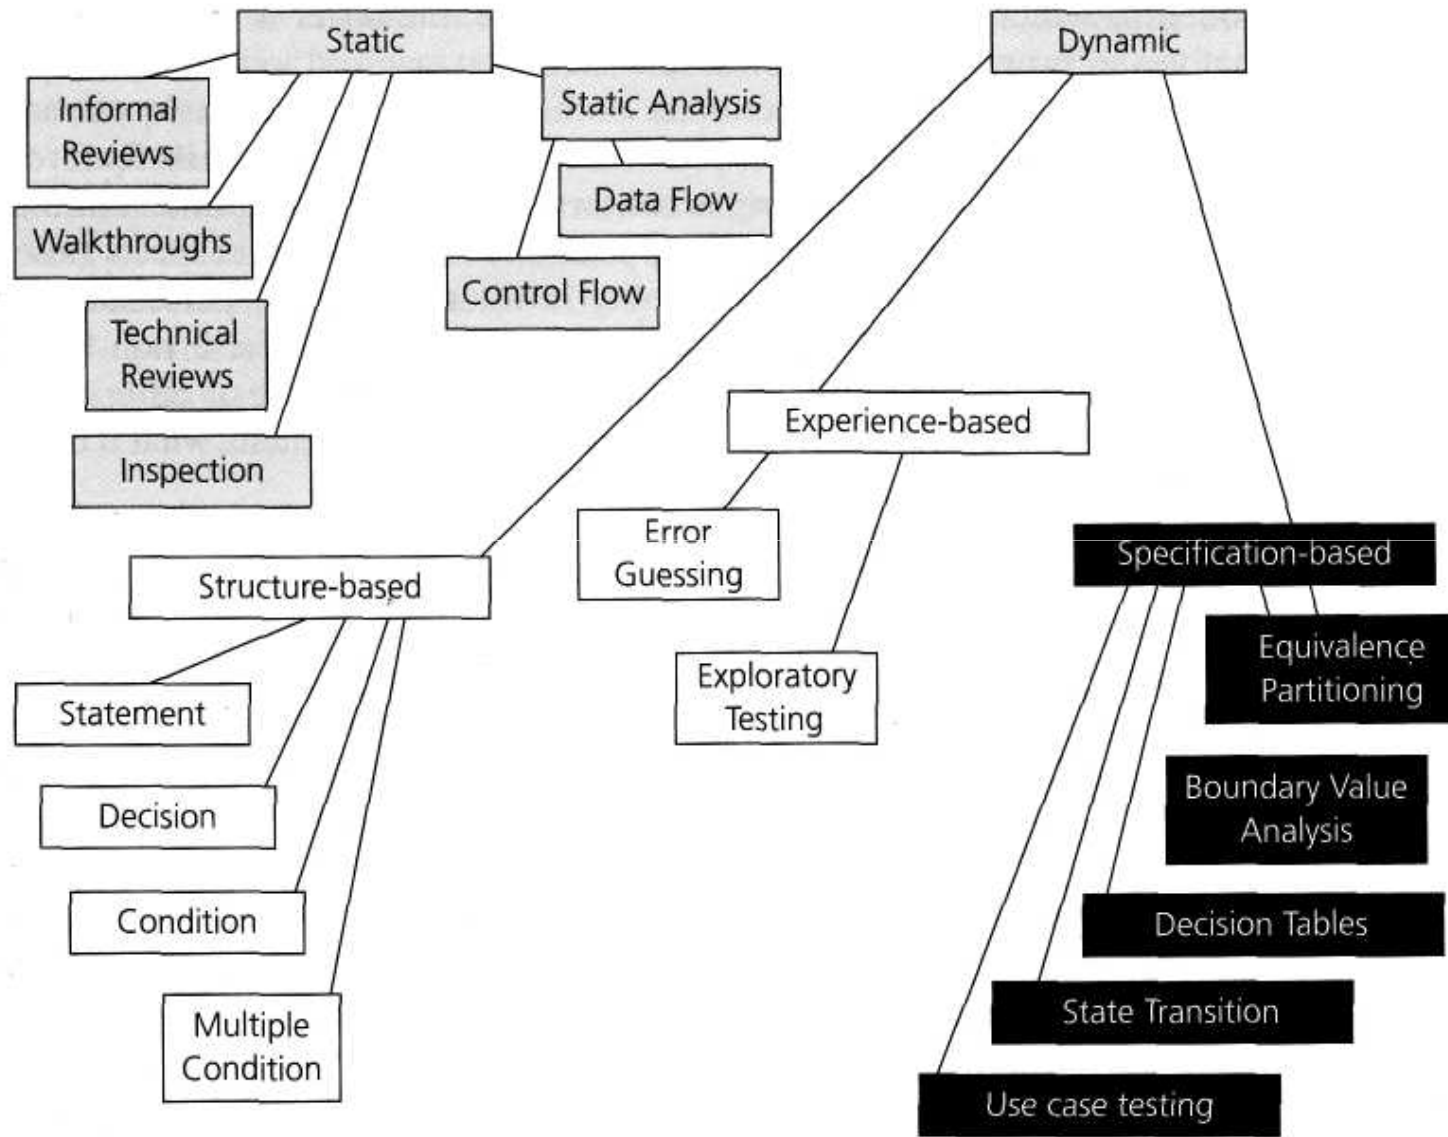 Static
Dynamic
Informal
Reviews
Static Analysis
Data Flow
Walkthroughs
Control Flow
Technical
Reviews
Inspection
Experience-based
Error
Guessing
Specification-based
Structure-based
Equivalence
Partitioning
Exploratory
Testing
Statement
Boundary Value
Analysis
Decision
Condition
Decision Tables
State Transition
Multiple
Condition
Use case testing